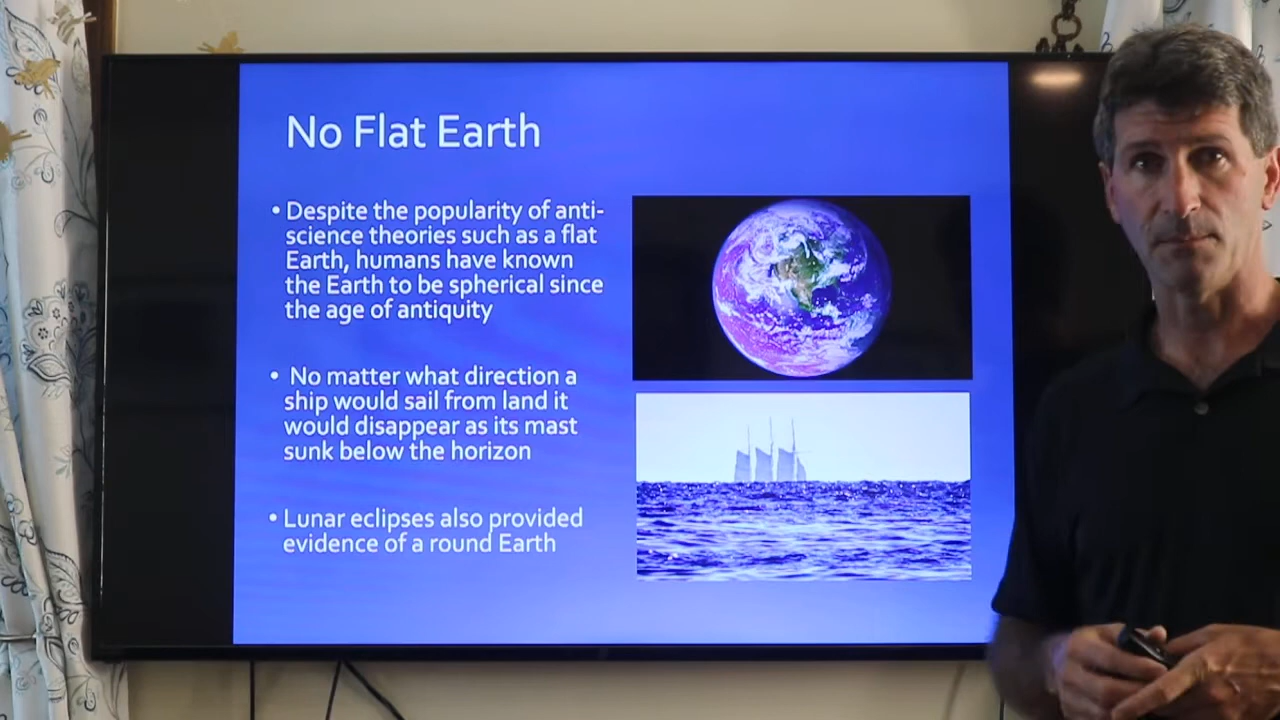 No Flat Earth
• Despite the popularity of anti-
science theories such as a flat
Earth, humans have known
the Earth to be spherical since
the age of antiquity
• No matter what direction a
ship would sail from land it
would disappear as its mast
sunk below the horizon
• Lunar eclipses also provided
evidence of a round Earth